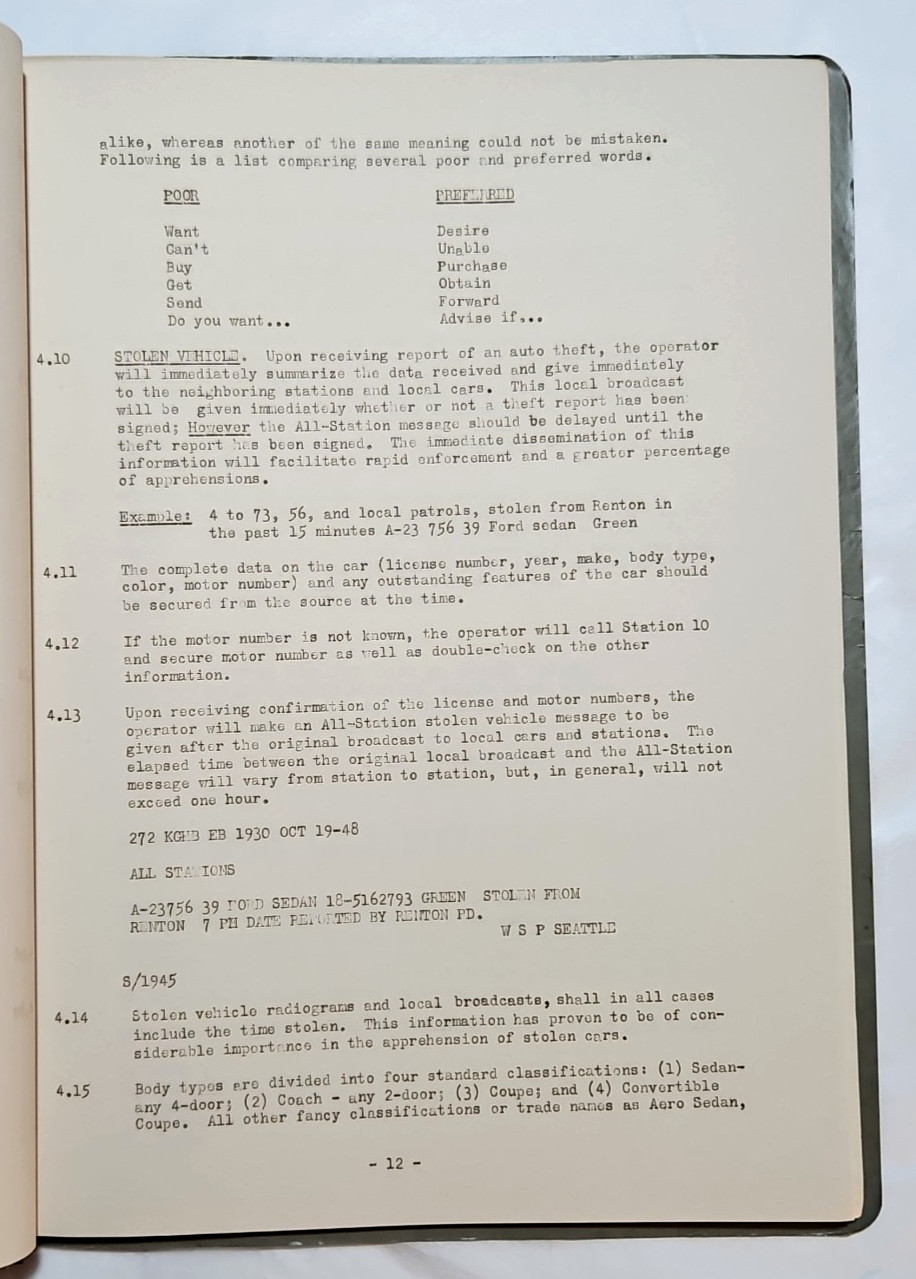 alike, whereas another of the same meaning could not be mistaken.
Following is a list comparing several poor and preferred words.
POOR PREFERRED
Want Desire
Can't Unable
Buy Purchase
Get Obtain
Send Forward
Do you want... Advise if...
4.10 STOLEN VEHICLE. Upon receiving report of an auto theft, the operator
will immediately summarize the data received and give immediately
to the neighboring stations and local cars. This local broadcast
will be given immediately whether or not a theft report has been
signed; However the All-Station message should be delayed until the
theft report has been signed. The immediate dissemination of this
information will facilitate rapid enforcement and a greater percentage
of apprehensions.
Example: 4 to 73, 56, and local patrols, stolen from Renton in
the past 15 minutes A-23 756 39 Ford sedan Green
4.11 The complete data on the car (license number, year, make, body type,
color, motor number) and any outstanding features of the car should
be secured from the source at the time.
4.12 If the motor number is not known, the operator will call Station 10
and secure motor number as well as double-check on the other
information.
4.13 Upon receiving confirmation of the license and motor numbers, the
operator will make an All-Station stolen vehicle message to be
given after the original broadcast to local cars and stations. The
elapsed time between the original local broadcast and the All-Station
message will vary from station to station, but, in general, will not
exceed one hour.
272 KGHB EB 1930 OCT 19-48
ALL STATIONS
A-23756 39 FORD SEDAN 18-5162793 GREEN STOLEN FROM
RENTON 7 PM DATE REPORTED BY RENTON PD.
W S P SEATTLE
S/1945
4.14 Stolen vehicle radiograms and local broadcasts, shall in all cases
include the time stolen. This information has proven to be of con-
siderable importance in the apprehension of stolen cars.
4.15 Body types are divided into four standard classifications: (1) Sedan-
any 4-door; (2) Coach - any 2-door; (3) Coupe; and (4) Convertible
Coupe. All other fancy classifications or trade names as Aero Sedan,
- 12 -